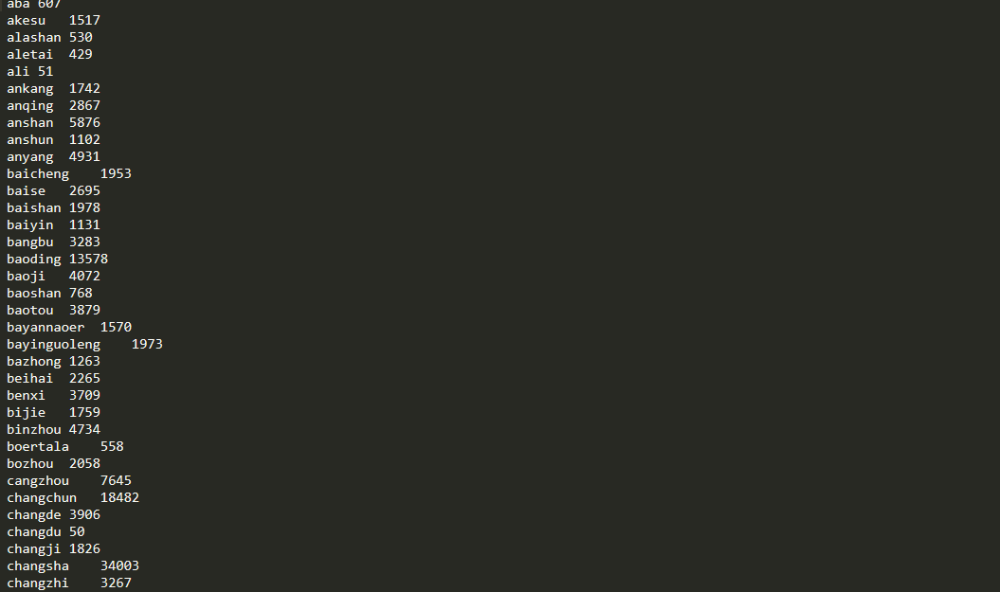 aba 607
akesu 1517
alashan 530
aletai 429
ali 51
ankang 1742
anqing 2867
anshan 5876
anshun 1102
anyang 4931
baicheng 1953
baise 2695
baishan 1978
baiyin 1131
bangbu 3283
baoding 13578
baoji 4072
baoshan 768
baotou 3879
bayannaoer 1570
bayinguoleng 1973
bazhong 1263
beihai 2265
benxi 3709
bijie 1759
binzhou 4734
boertala 558
bozhou 2058
cangzhou 7645
changchun 18482
changde 3906
changdu 50
changji 1826
changsha 34003
changzhi 3267